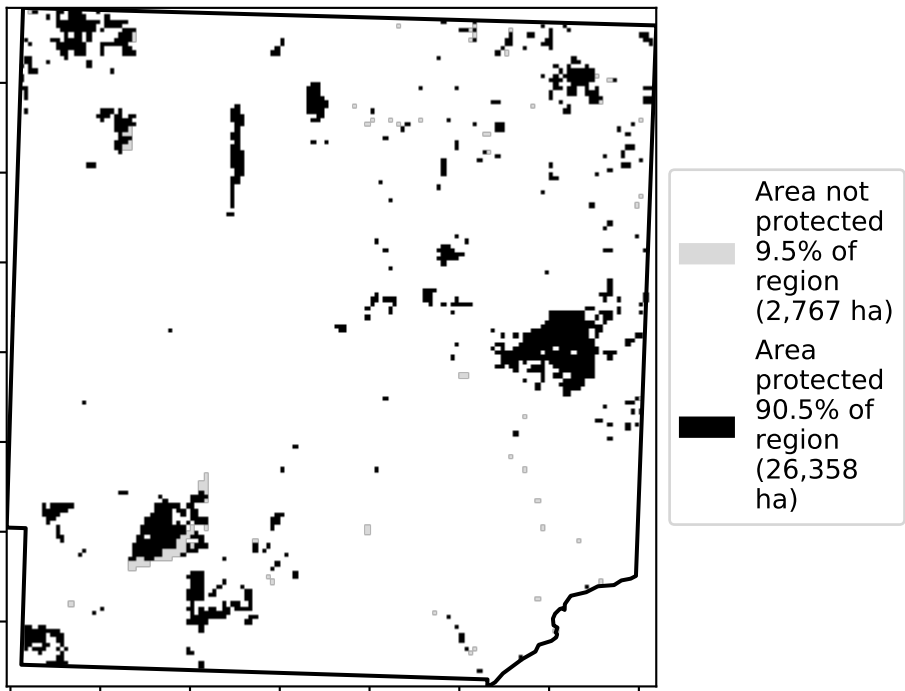 Area not
protected
9.5% of
region
(2,767 ha)
Area
protected
90.5% of
region
(26,358
ha)